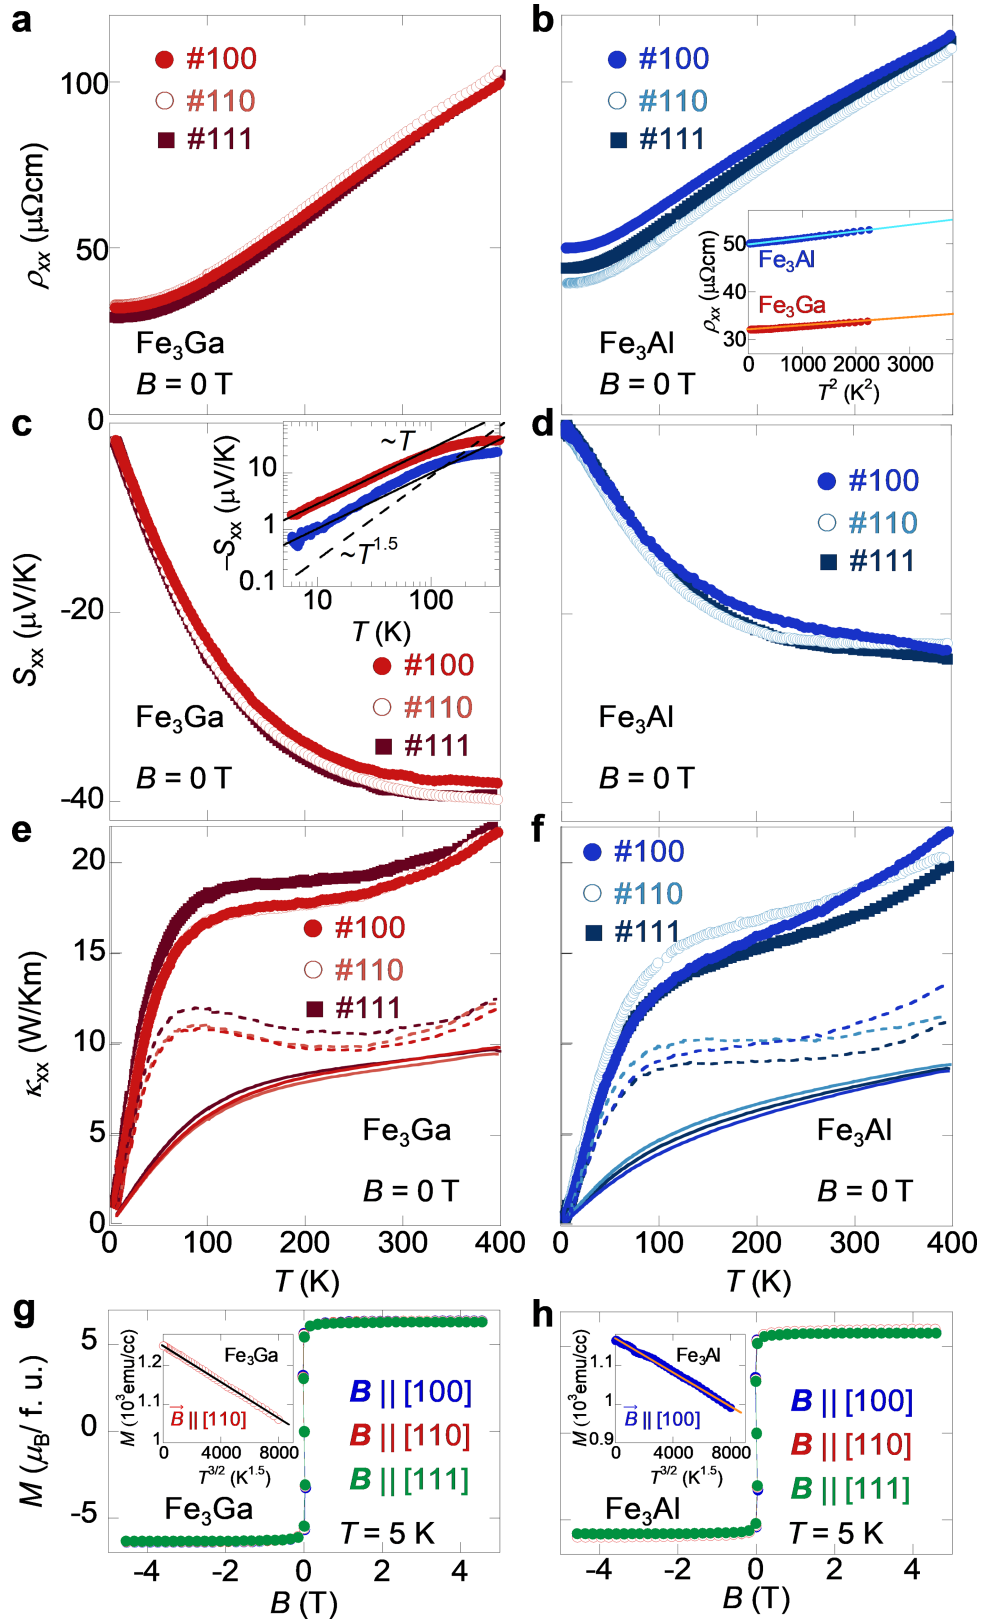 a
#100
#110
#111
100
50
0
ρxx (μΩcm)
Fe3Ga
B = 0 T
b
#100
#110
#111
Fe3Al
B = 0 T
50
40
30
ρxx (μΩcm)
Fe3Al
Fe3Ga
0 1000 2000 3000
T2 (K2)
c
-20
-40
Sxx (μV/K)
10
1
0.1
−Sxx (μV/K)
~T
~T1.5
10 100
T (K)
#100
#110
#111
Fe3Ga
B = 0 T
d
#100
#110
#111
Fe3Al
B = 0 T
e
20
15
10
5
0
κxx (W/Km)
#100
#110
#111
Fe3Ga
B = 0 T
0 100 200 300 400
T (K)
f
#100
#110
#111
Fe3Al
B = 0 T
0 100 200 300 400
T (K)
g
5
0
-5
M (μB/ f. u.)
1.2
1.1
1
M (103emu/cc)
Fe3Ga
B || [110]
0 4000 8000
T3/2 (K1.5)
B || [100]
B || [110]
B || [111]
Fe3Ga
T = 5 K
-4 -2 0 2 4
B (T)
h
1.1
1
0.9
M (103emu/cc)
Fe3Al
B || [100]
0 4000 8000
T3/2 (K1.5)
B || [100]
B || [110]
B || [111]
Fe3Al
T = 5 K
-4 -2 0 2 4
B (T)